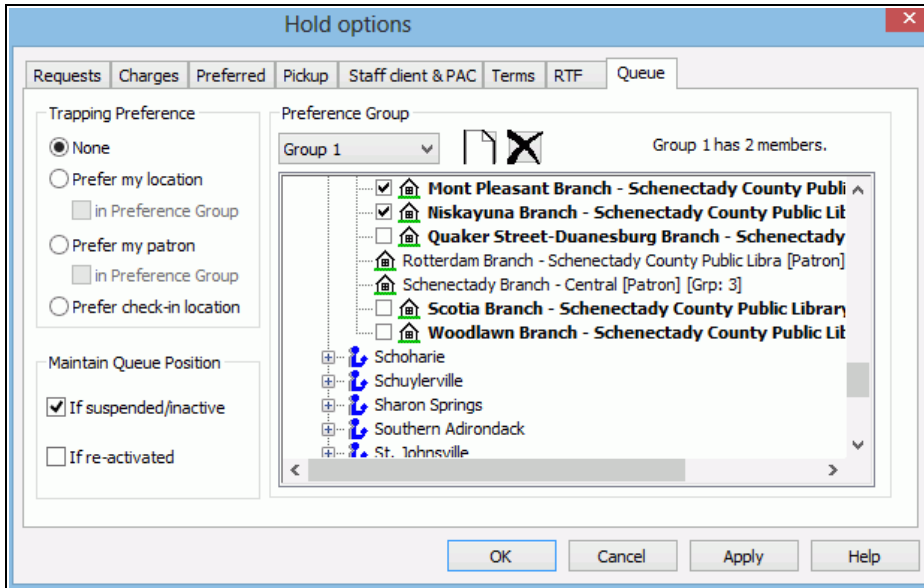 Hold options
Requests Charges Preferred Pickup Staff client & PAC Terms RTF Queue
Trapping Preference
None
Prefer my location
in Preference Group
Prefer my patron
in Preference Group
Prefer check-in location
Maintain Queue Position
If suspended/inactive
If re-activated
Preference Group
Group 1
Group 1 has 2 members.
Mont Pleasant Branch - Schenectady County Publi
Niskayuna Branch - Schenectady County Public Lib
Quaker Street-Duanesburg Branch - Schenectady
Rotterdam Branch - Schenectady County Public Libra [Patron]
Schenectady Branch - Central [Patron] [Grp: 3]
Scotia Branch - Schenectady County Public Library
Woodlawn Branch - Schenectady County Public Lib
Schoharie
Schuylerville
Sharon Springs
Southern Adirondack
St. Johnsville
OK Cancel Apply Help